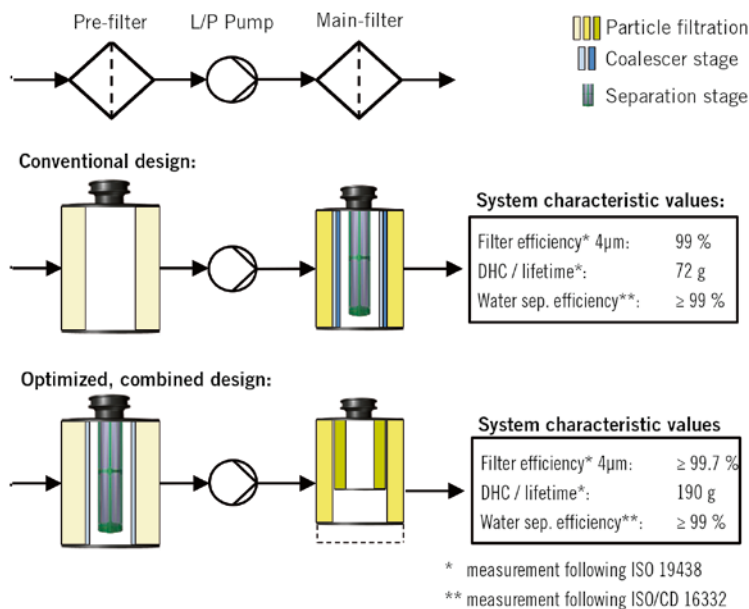 Pre-filter L/P Pump Main-filter
Particle filtration
Coalescer stage
Separation stage
Conventional design:
System characteristic values:
Filter efficiency* 4µm: 99 %
DHC / lifetime*: 72 g
Water sep. efficiency**: ≥ 99 %
Optimized, combined design:
System characteristic values
Filter efficiency* 4µm: ≥ 99.7 %
DHC / lifetime*: 190 g
Water sep. efficiency**: ≥ 99 %
* measurement following ISO 19438
** measurement following ISO/CD 16332